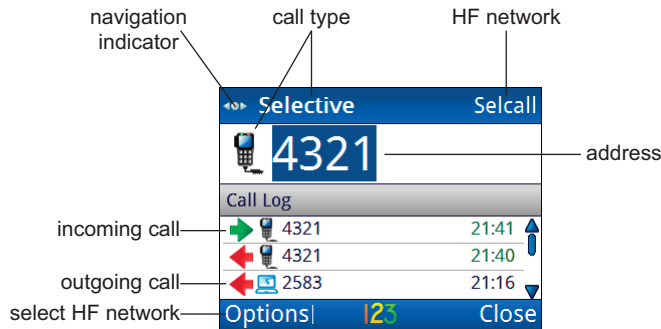 navigation indicator
call type
HF network
Selective Selcall
4321
address
Call Log
incoming call
4321 21:41
4321 21:40
outgoing call
2583 21:16
select HF network
Options 123 Close